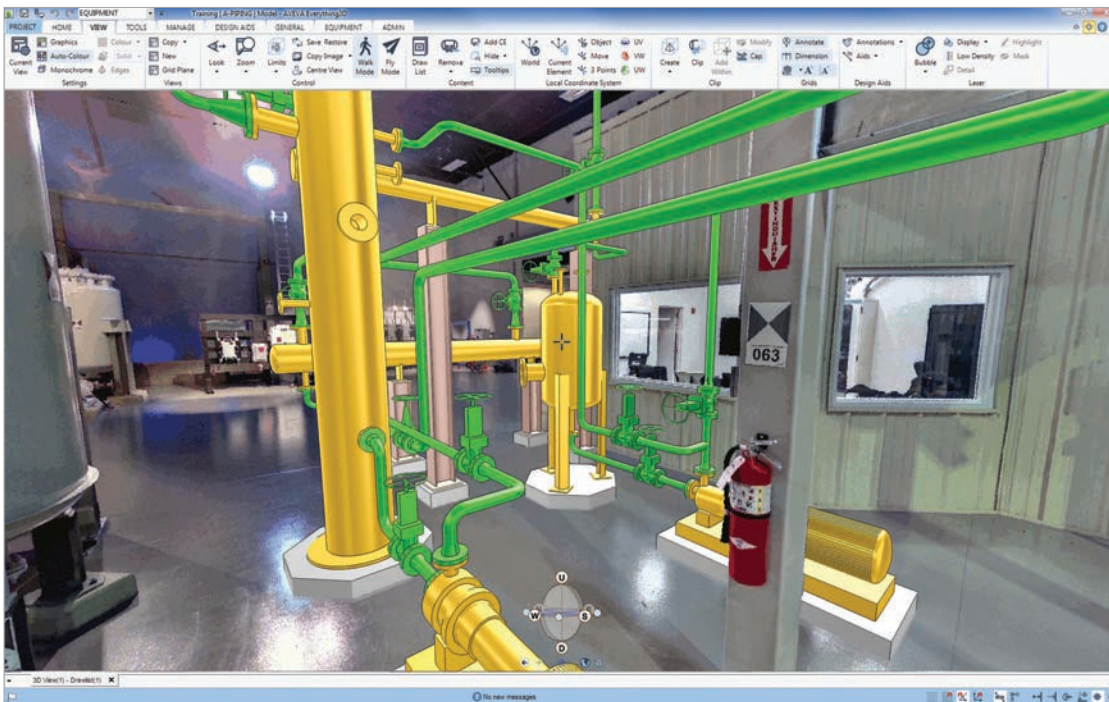 EQUIPMENT
Training | A-PIPING | Model - AVEVA Everything3D
PROJECT HOME VIEW TOOLS MANAGE DESIGN AIDS GENERAL EQUIPMENT ADMIN
Current View
Graphics Colour
Auto-Colour Solid
Monochrome Edges
Settings
Copy
New
Grid Plane
Views
Look Zoom Limits
Save Restore
Copy Image
Centre View
Walk Mode
Fly Mode
Control
Draw List
Remove
Add CE
Hide
Tooltips
Content
World
Current Element
Object UV
Move VW
3 Points UW
Local Coordinate System
Create Clip
Add Within
Modify
Cap
Clip
Annotate
Dimension
A A
Grids
Annotations
Aids
Design Aids
Bubble
Display Highlight
Low Density Mask
Detail
Laser
EXTINGUISHER
063
U
W S
D
3D View(1) - Drawlist(1)
No new messages